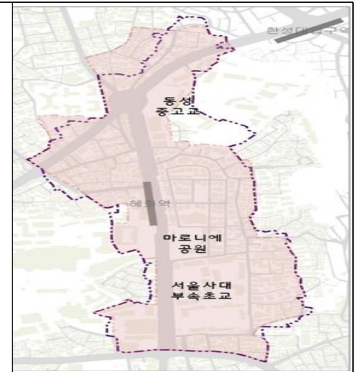 한성대입구역
동성
중고교
혜화역
마로니에
공원
서울사대
부속초교